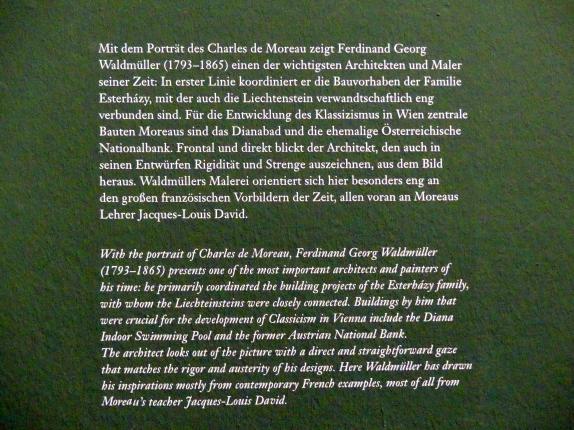 Mit dem Porträt des Charles de Moreau zeigt Ferdinand Georg
Waldmüller (1793–1865) einen der wichtigsten Architekten und Maler
seiner Zeit: In erster Linie koordiniert er die Bauvorhaben der Familie
Esterházy, mit der auch die Liechtenstein verwandtschaftlich eng
verbunden sind. Für die Entwicklung des Klassizismus in Wien zentrale
Bauten Moreaus sind das Dianabad und die ehemalige Österreichische
Nationalbank. Frontal und direkt blickt der Architekt, den auch in
seinen Entwürfen Rigidität und Strenge auszeichnen, aus dem Bild
heraus. Waldmüllers Malerei orientiert sich hier besonders eng an
den großen französischen Vorbildern der Zeit, allen voran an Moreaus
Lehrer Jacques-Louis David.
With the portrait of Charles de Moreau, Ferdinand Georg Waldmüller
(1793–1865) presents one of the most important architects and painters of
his time: he primarily coordinated the building projects of the Esterházy family,
with whom the Liechteinsteins were closely connected. Buildings by him that
were crucial for the development of Classicism in Vienna include the Diana
Indoor Swimming Pool and the former Austrian National Bank.
The architect looks out of the picture with a direct and straightforward gaze
that matches the rigor and austerity of his designs. Here Waldmüller has drawn
his inspirations mostly from contemporary French examples, most of all from
Moreau's teacher Jacques-Louis David.